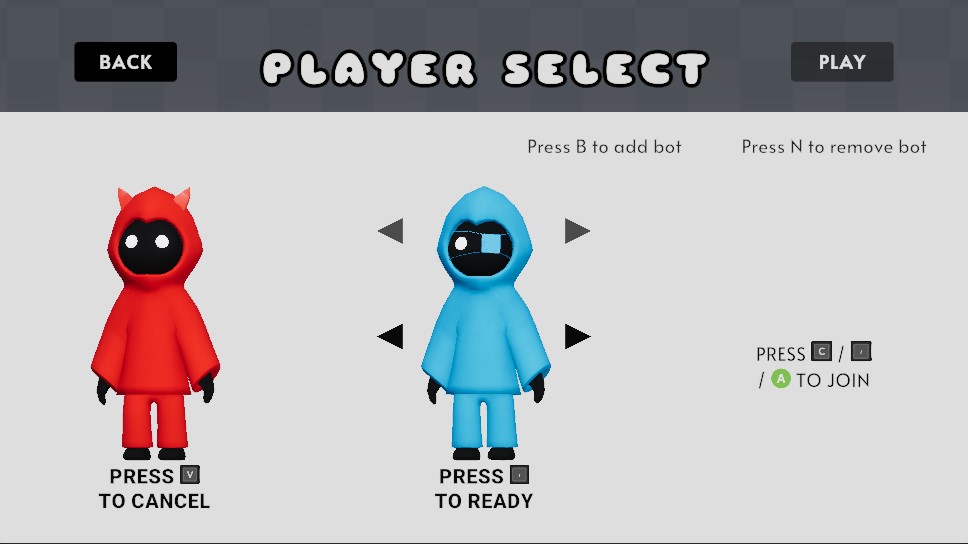 BACK
PLAYER SELECT
PLAY
Press B to add bot
Press N to remove bot
PRESS C /
/ A TO JOIN
PRESS V
TO CANCEL
PRESS
TO READY